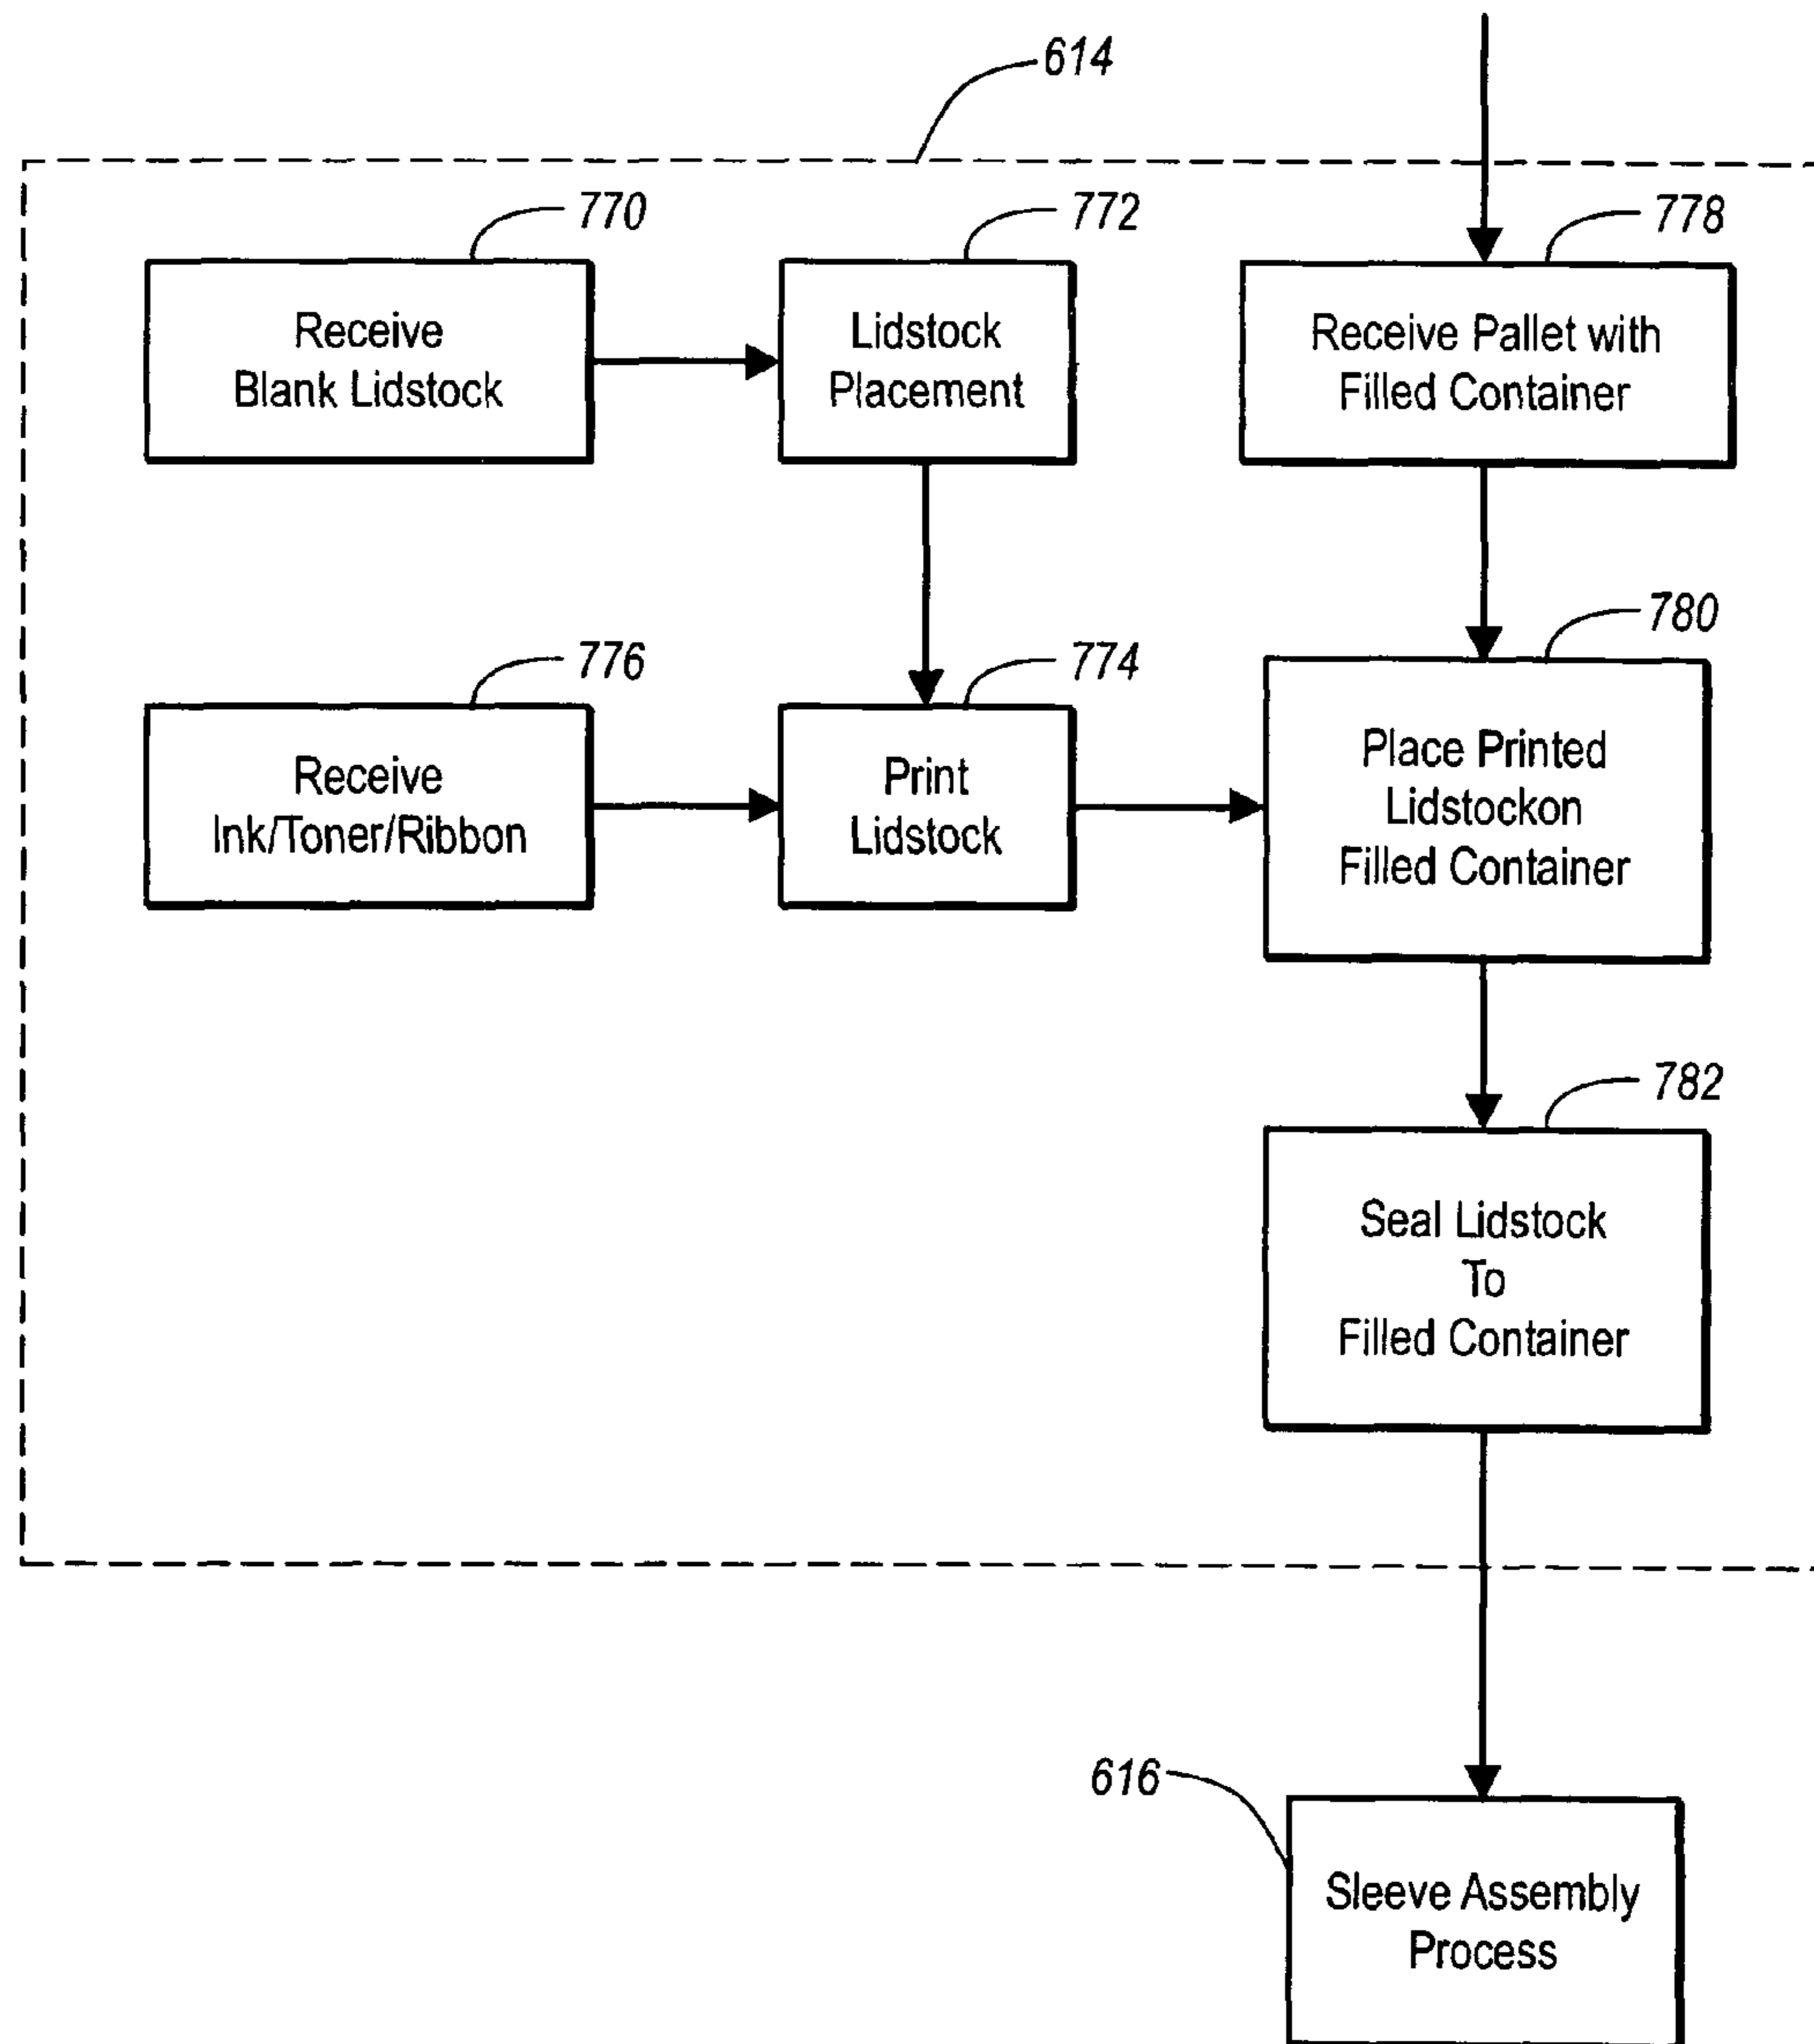 614
770
772
778
Receive
Blank Lidstock
Lidstock
Placement
Receive Pallet with
Filled Container
776
774
780
Receive
Ink/Toner/Ribbon
Print
Lidstock
Place Printed
Lidstockon
Filled Container
782
Seal Lidstock
To
Filled Container
616
Sleeve Assembly
Process